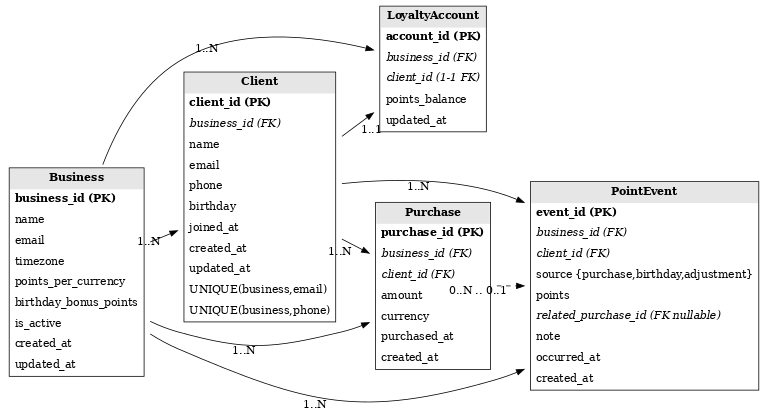 LoyaltyAccount
account_id (PK)
business_id (FK)
client_id (1-1 FK)
points_balance
updated_at
1..N
Client
client_id (PK)
business_id (FK)
name
email
phone
birthday
joined_at
created_at
updated_at
UNIQUE(business,email)
UNIQUE(business,phone)
1..1
1..N
1..N
Business
business_id (PK)
name
email
timezone
points_per_currency
birthday_bonus_points
is_active
created_at
updated_at
1..N
1..N
1..N
Purchase
purchase_id (PK)
business_id (FK)
client_id (FK)
amount
currency
purchased_at
created_at
0..N .. 0..1
PointEvent
event_id (PK)
business_id (FK)
client_id (FK)
source {purchase,birthday,adjustment}
points
related_purchase_id (FK nullable)
note
occurred_at
created_at